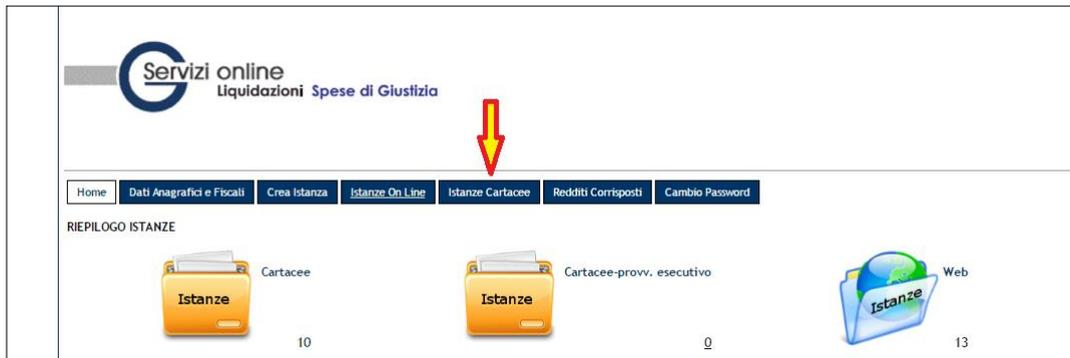 Servizi online
Liquidazioni Spese di Giustizia
Home Dati Anagrafici e Fiscali Crea Istanza Istanze On Line Istanze Cartacee Redditi Corrisposti Cambio Password
RIEPILOGO ISTANZE
Cartacee Cartacee-provv. esecutivo Web
Istanze Istanze Istanze
10 0 13